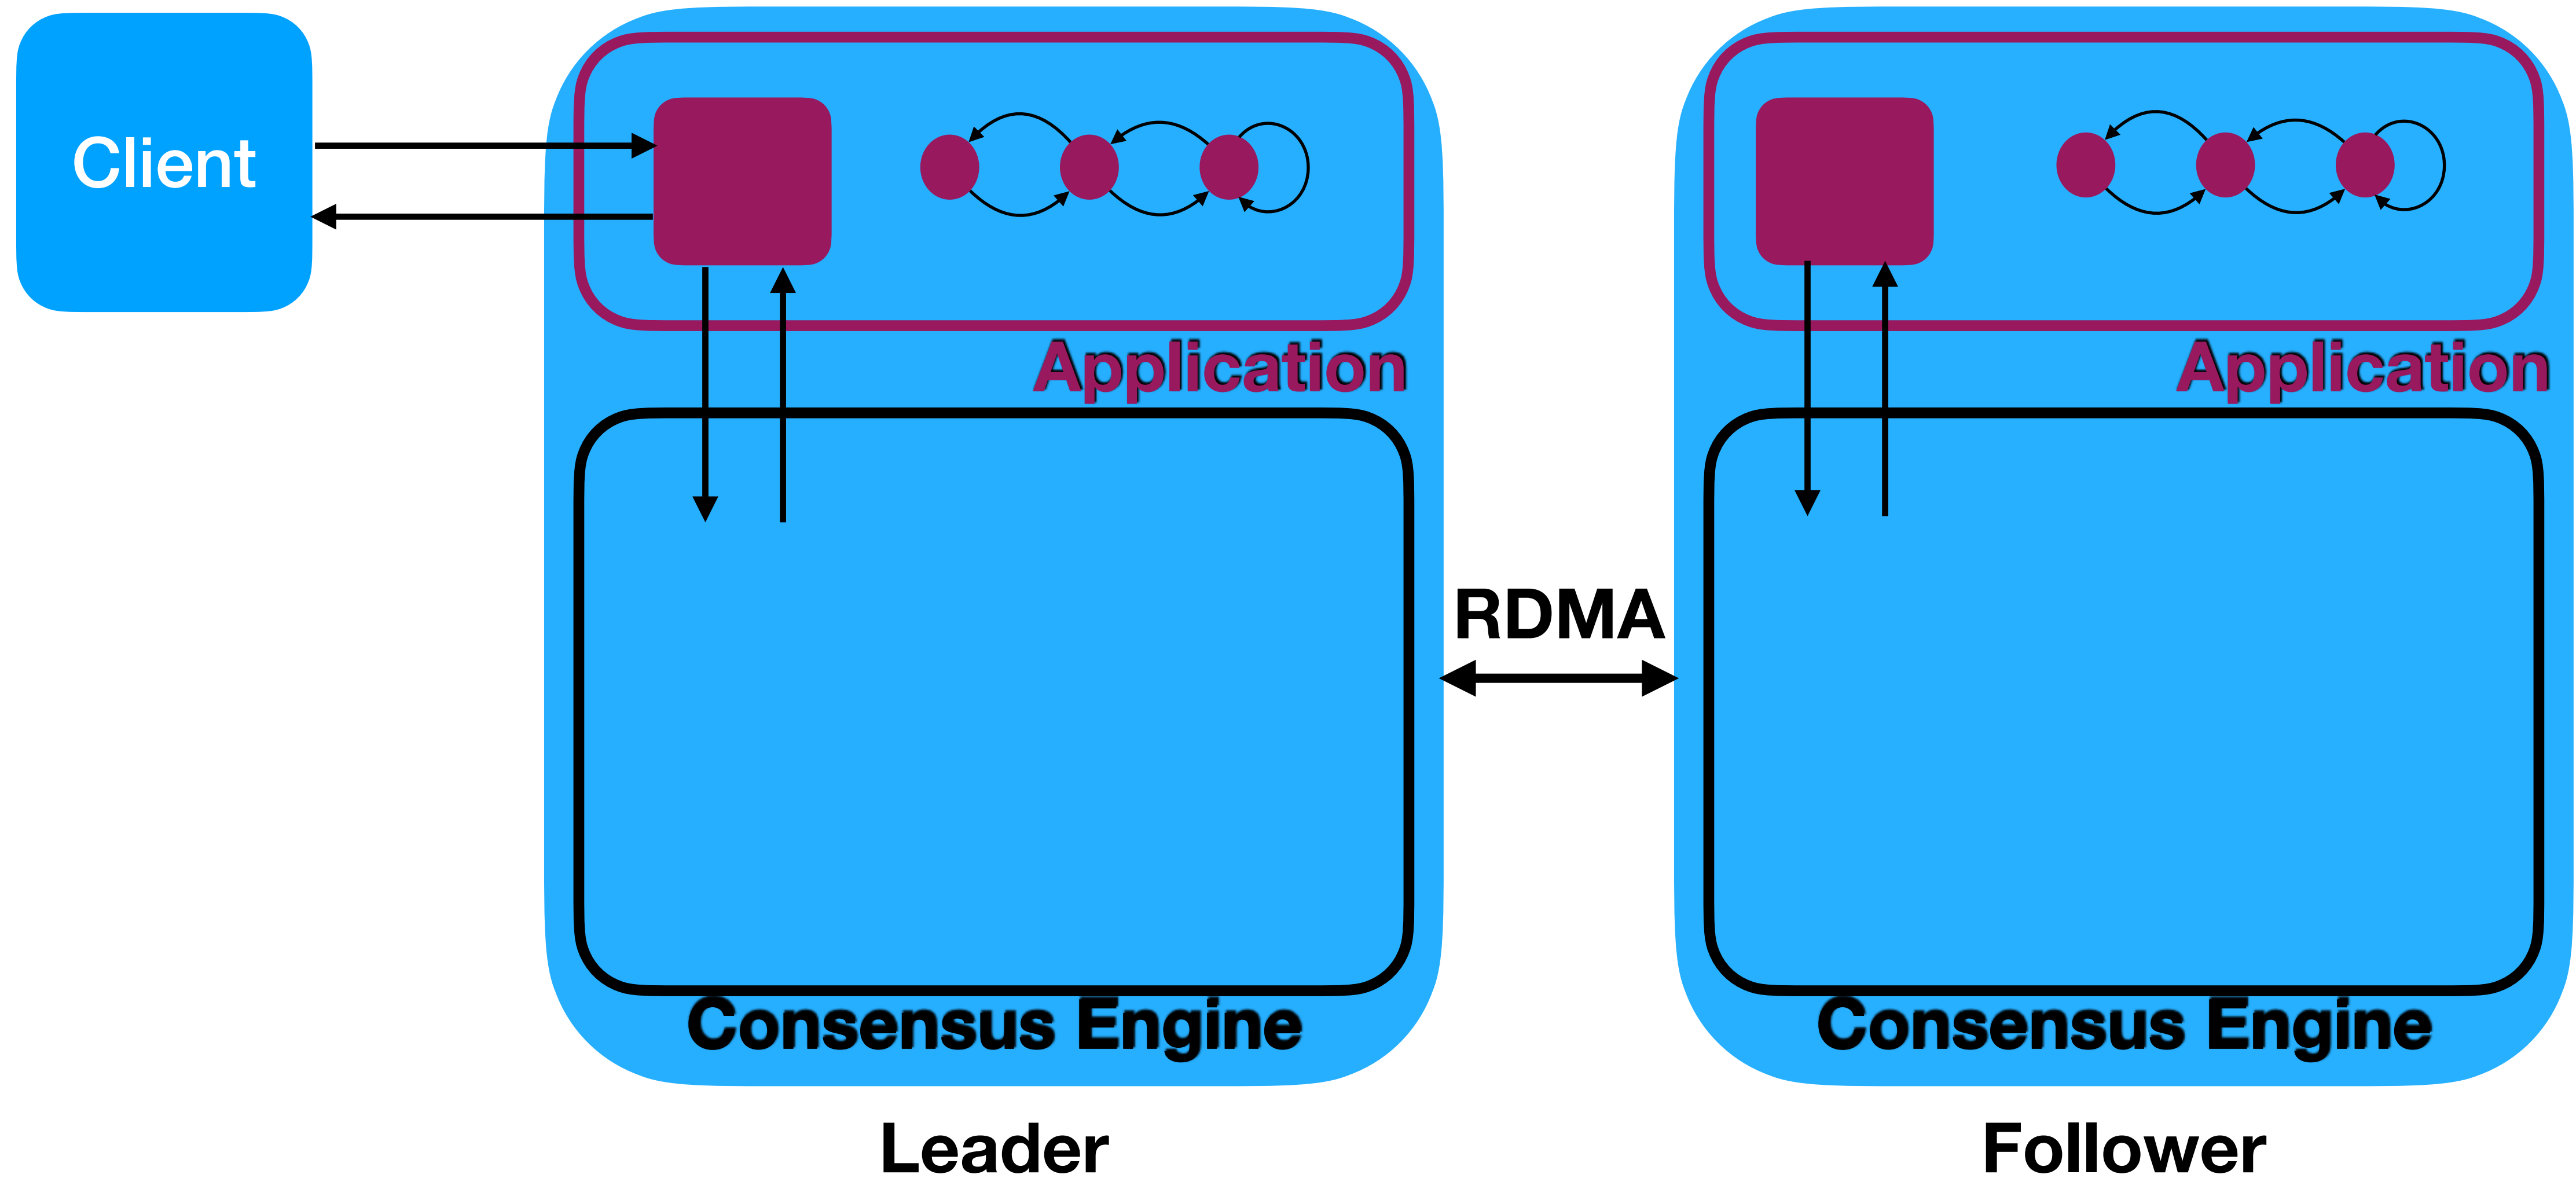 Client
Application
Application
RDMA
Consensus Engine
Consensus Engine
Leader
Follower